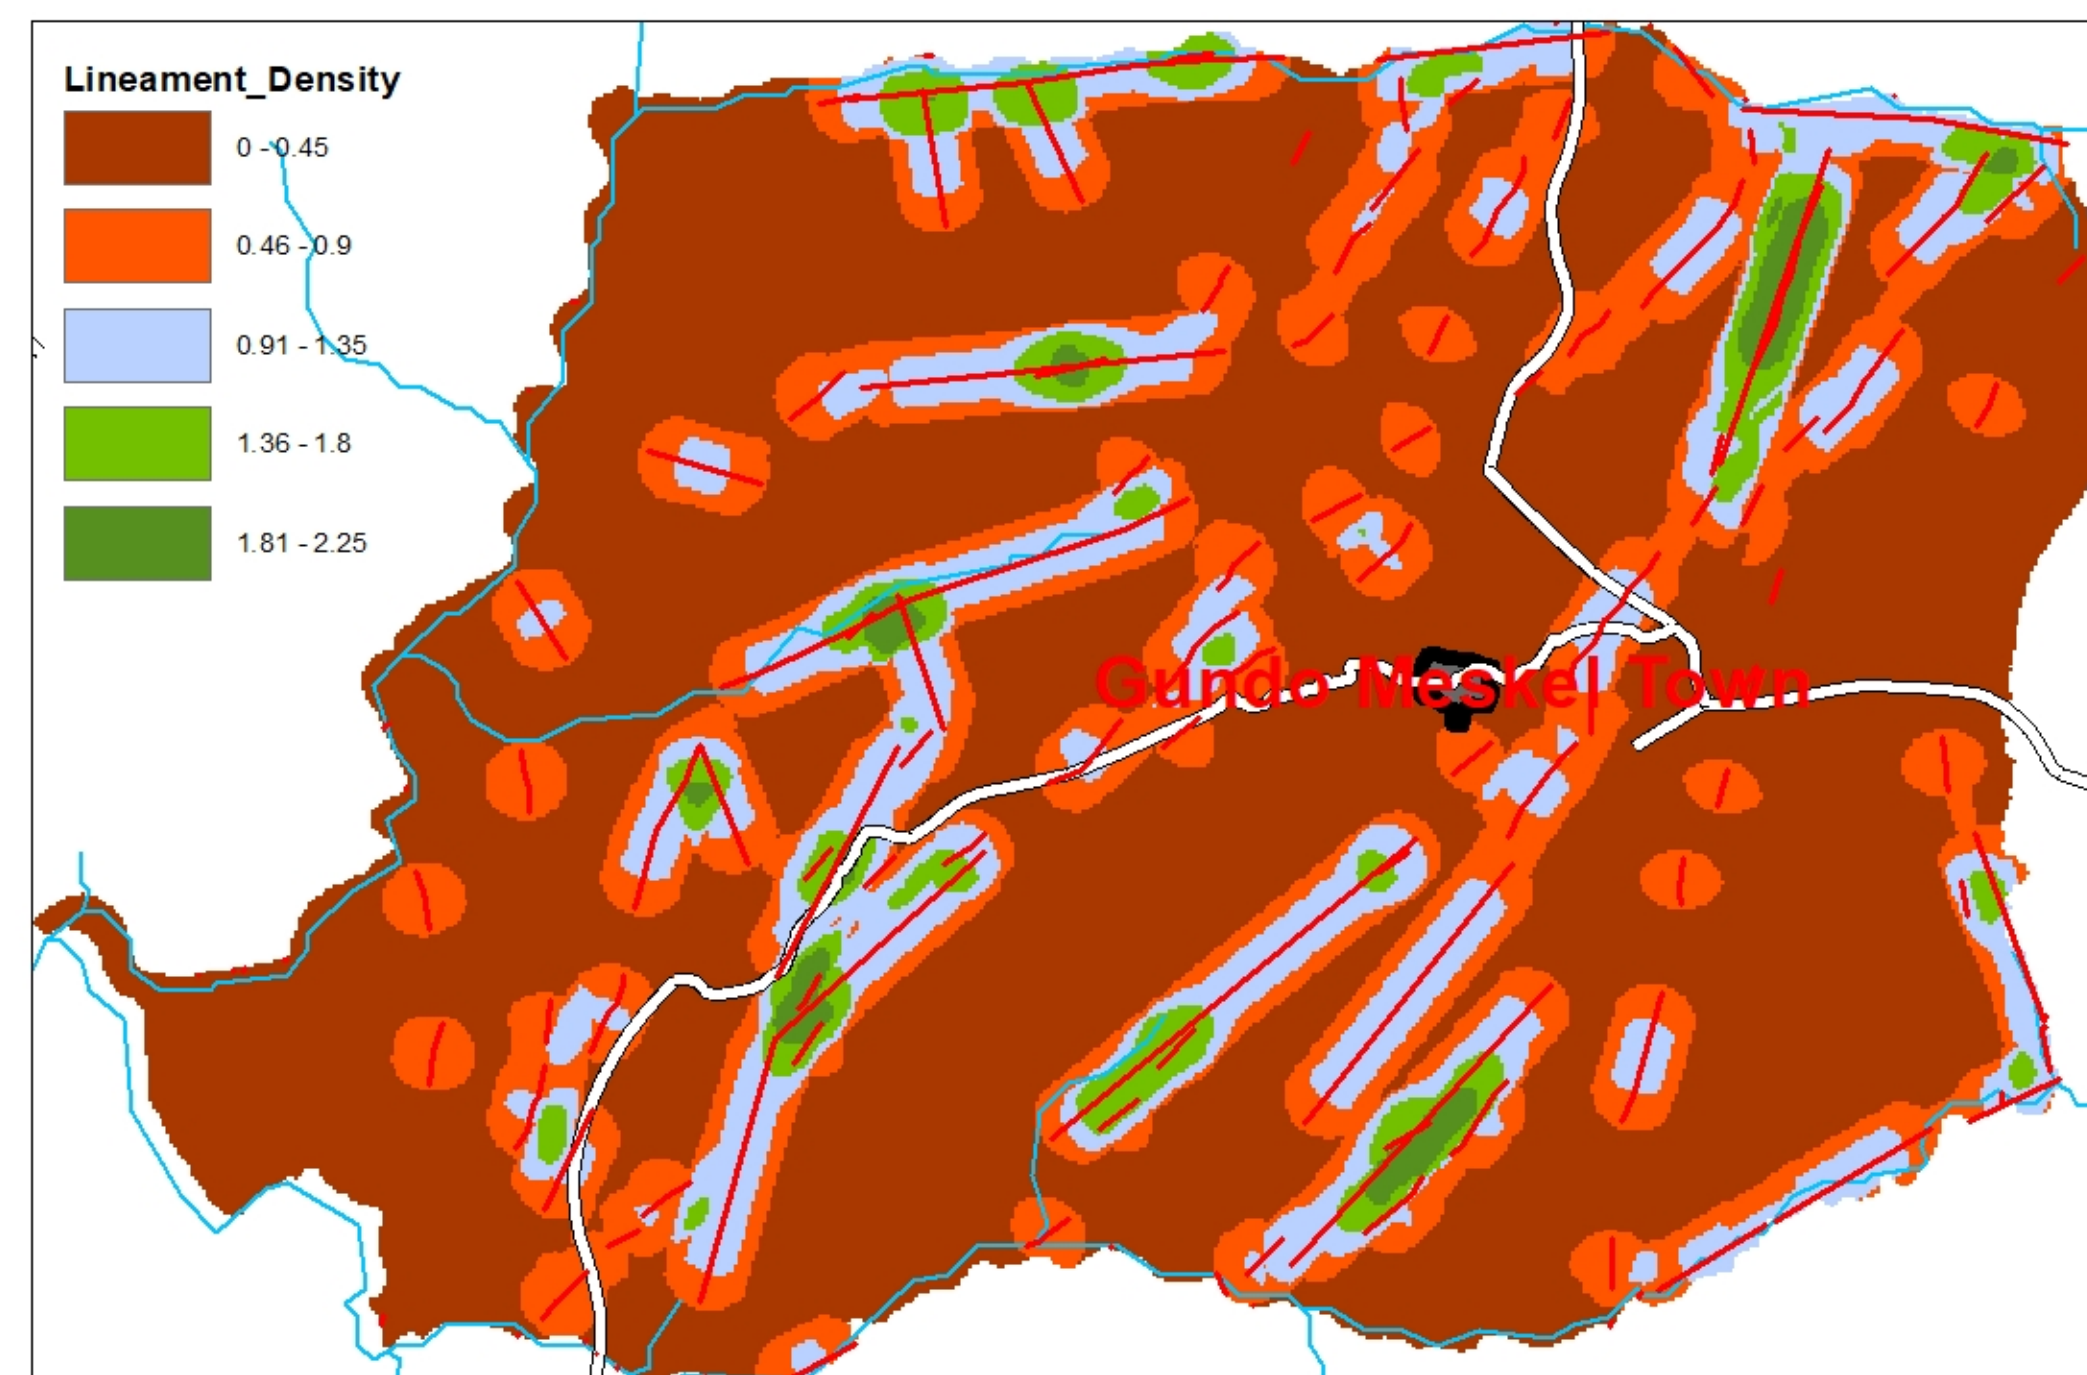 Lineament_Density
0 - 0.45
0.46 - 0.9
0.91 - 1.35
1.36 - 1.8
1.81 - 2.25
Gundo Meskel Town